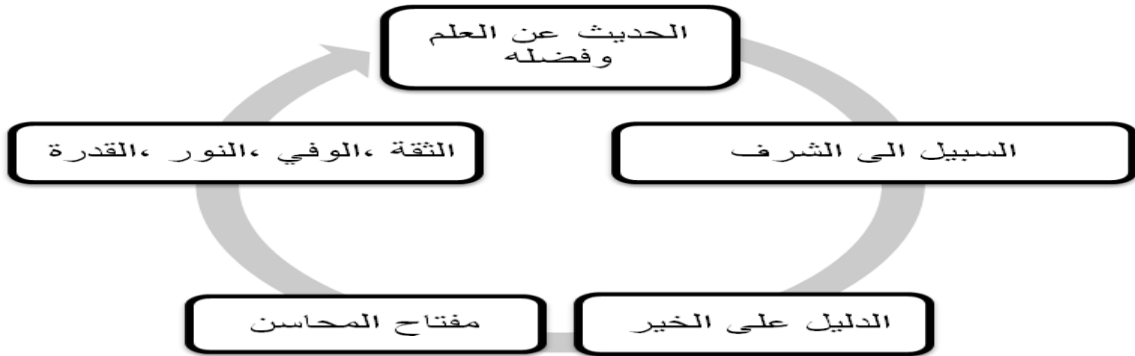 الحديث عن العلم
وفضله
السبيل الى الشرف
الدليل على الخير
مفتاح المحاسن
الثقة ،الوفي ،النور ،القدرة